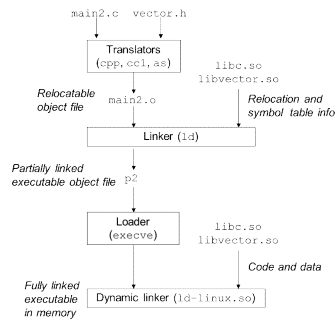 main2.c vector.h
Translators
(cpp, cc1, as)
Relocatable
object file
main2.o
libc.so
libvector.so
Relocation and
symbol table info
Linker (ld)
Partially linked
executable object file
p2
Loader
(execve)
libc.so
libvector.so
Code and data
Fully linked
executable
in memory
Dynamic linker (ld-linux.so)